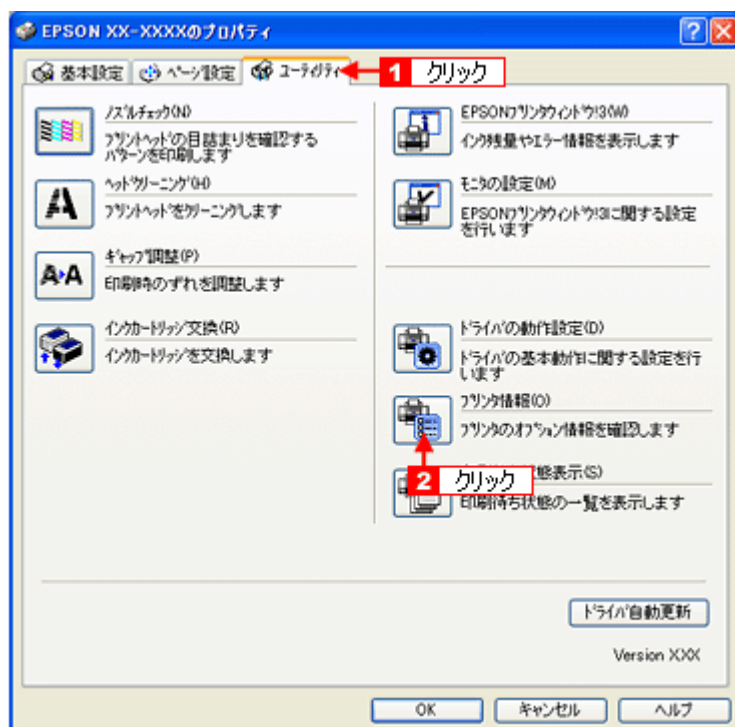 EPSON XX-XXXXのプロパティ
基本設定 ページ設定 ユーティリティ
1 クリック
ノズルチェック(N)
プリントヘッドの目詰まりを確認する
パターンを印刷します
ヘッドクリーニング(H)
プリントヘッドをクリーニングします
ギャップ調整(P)
印刷時のずれを調整します
インクカートリッジ交換(R)
インクカートリッジを交換します
EPSONプリンタウィンドウ!3(W)
インク残量やエラー情報を表示します
モニタの設定(M)
EPSONプリンタウィンドウ!3に関する設定
を行います
ドライバの動作設定(D)
ドライバの基本動作に関する設定を行
います
プリンタ情報(O)
プリンタのオプション情報を確認します
2 クリック
態表示(S)
印刷待ち状態の一覧を表示します
ドライバ自動更新
Version XXX
OK キャンセル ヘルプ